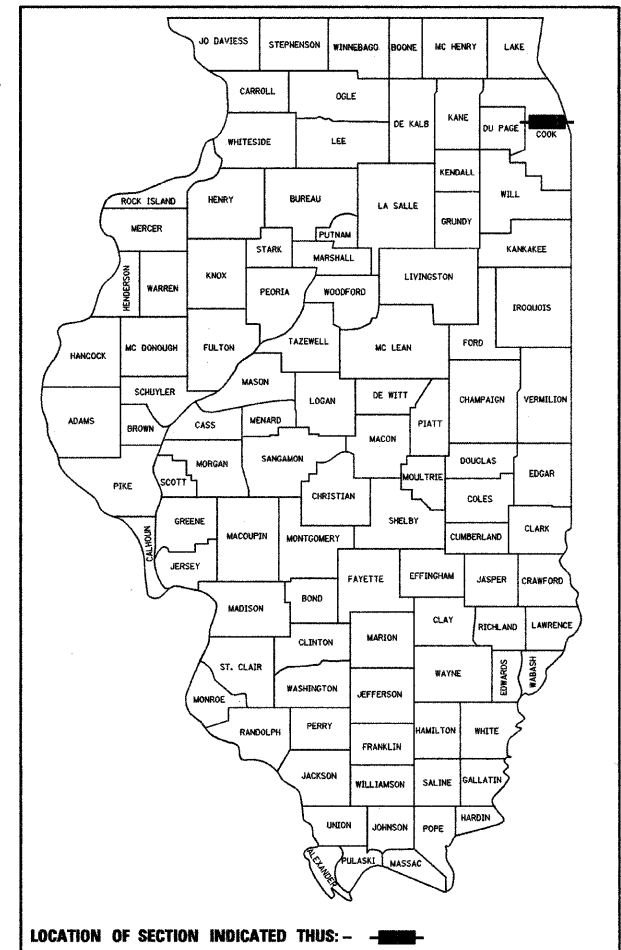 JO DAVIESS STEPHENSON WINNEBAGO BOONE MC HENRY LAKE
CARROLL OGLE
DE KALB KANE DU PAGE COOK
WHITESIDE LEE
KENDALL
ROCK ISLAND HENRY BUREAU LA SALLE WILL
MERCER GRUNDY
PUTNAM
STARK MARSHALL KANKAKEE
HENDERSON WARREN KNOX LIVINGSTON
PEORIA WOODFORD IROQUOIS
HANCOCK MC DONOUGH FULTON TAZEWELL MC LEAN FORD
MASON
SCHUYLER LOGAN DE WITT CHAMPAIGN VERMILION
ADAMS BROWN CASS MENARD PIATT
MACON
MORGAN SANGAMON DOUGLAS
PIKE SCOTT MOULTRIE EDGAR
CHRISTIAN COLES
GREENE SHELBY
CALHOUN MACOUPIN MONTGOMERY CUMBERLAND CLARK
JERSEY
FAYETTE EFFINGHAM JASPER CRAWFORD
MADISON BOND
CLAY RICHLAND LAWRENCE
CLINTON MARION
ST. CLAIR WAYNE EDWARDS WABASH
WASHINGTON JEFFERSON
MONROE
RANDOLPH PERRY HAMILTON WHITE
FRANKLIN
JACKSON WILLIAMSON SALINE GALLATIN
UNION JOHNSON POPE HARDIN
ALEXANDER PULASKI MASSAC
LOCATION OF SECTION INDICATED THUS: -